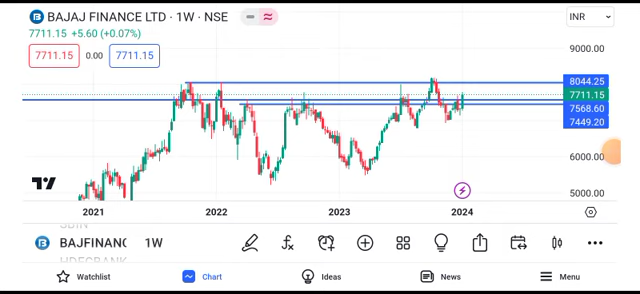 BAJAJ FINANCE LTD · 1W · NSE
INR
7711.15 +5.60 (+0.07%)
7711.15 0.00 7711.15
9000.00
8044.25
7711.15
7568.60
7449.20
6000.00
5000.00
2021 2022 2023 2024
BAJFINANC 1W
Watchlist Chart Ideas News Menu